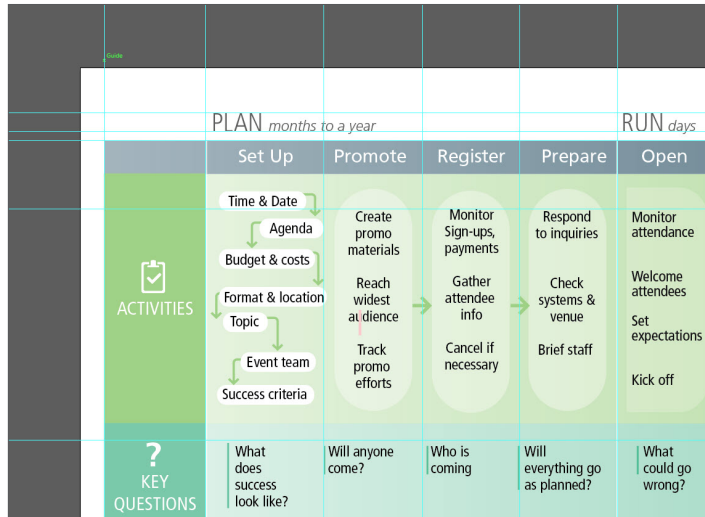 Guide
PLAN months to a year
RUN days
Set Up
Promote
Register
Prepare
Open
ACTIVITIES
Time & Date
Agenda
Budget & costs
Format & location
Topic
Event team
Success criteria
Create
promo
materials
Reach
widest
audience
Track
promo
efforts
Monitor
Sign-ups,
payments
Gather
attendee
info
Cancel if
necessary
Respond
to inquiries
Check
systems &
venue
Brief staff
Monitor
attendance
Welcome
attendees
Set
expectations
Kick off
?
KEY
QUESTIONS
What
does
success
look like?
Will anyone
come?
Who is
coming
Will
everything go
as planned?
What
could go
wrong?